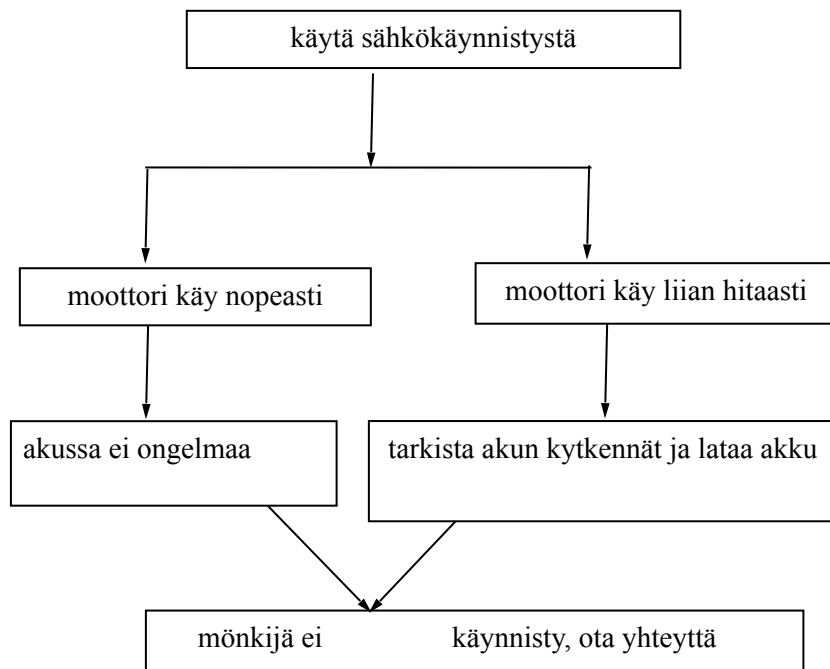 käytä sähkökäynnistystä
moottori käy nopeasti
moottori käy liian hitaasti
akussa ei ongelmaa
tarkista akun kytkennät ja lataa akku
mönkijä ei käynnisty, ota yhteyttä